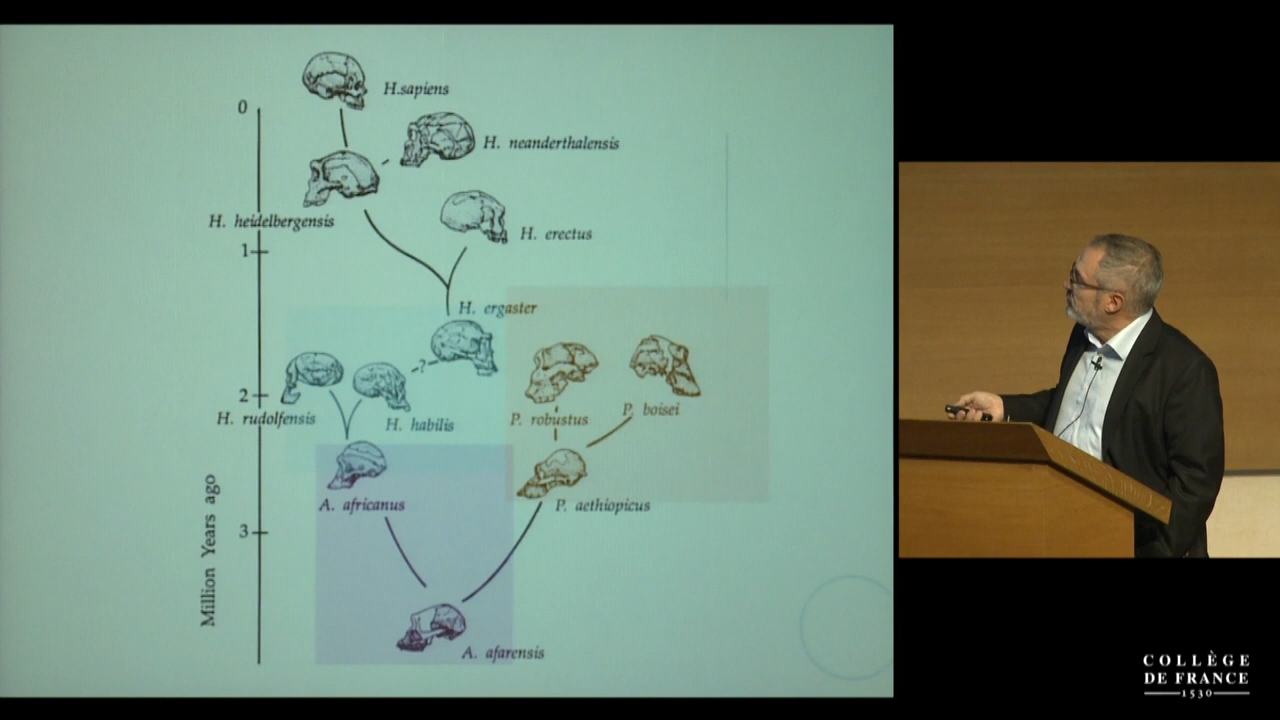 H.sapiens
0
H. neanderthalensis
H. heidelbergensis
H. erectus
1
H. ergaster
?
2
H. rudolfensis
H. habilis
P. robustus
P. boisei
A. africanus
P. aethiopicus
3
Million Years ago
A. afarensis
COLLÈGE
DE FRANCE
1530